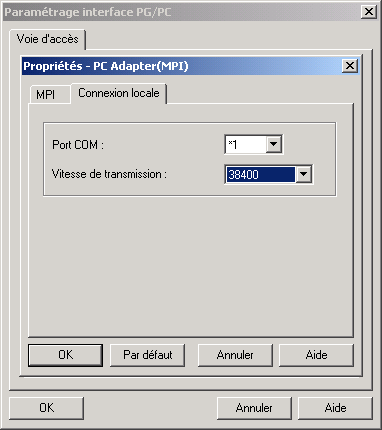 Paramétrage interface PG/PC
Voie d'accès
Propriétés - PC Adapter(MPI)
MPI
Connexion locale
Port COM :
*1
Vitesse de transmission :
38400
OK
Par défaut
Annuler
Aide
OK
Annuler
Aide